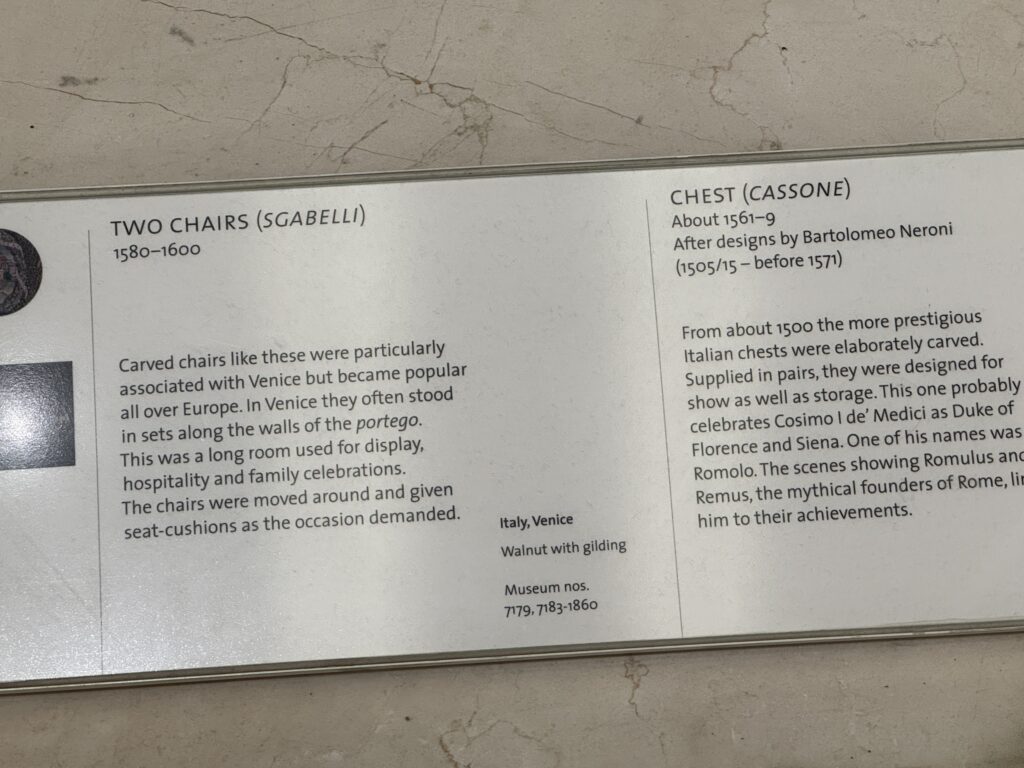 TWO CHAIRS (SGABELLI)
1580–1600
Carved chairs like these were particularly
associated with Venice but became popular
all over Europe. In Venice they often stood
in sets along the walls of the portego.
This was a long room used for display,
hospitality and family celebrations.
The chairs were moved around and given
seat-cushions as the occasion demanded.
Italy, Venice
Walnut with gilding
Museum nos.
7179, 7183-1860
CHEST (CASSONE)
About 1561–9
After designs by Bartolomeo Neroni
(1505/15 – before 1571)
From about 1500 the more prestigious
Italian chests were elaborately carved.
Supplied in pairs, they were designed for
show as well as storage. This one probably
celebrates Cosimo I de’ Medici as Duke of
Florence and Siena. One of his names was
Romolo. The scenes showing Romulus and
Remus, the mythical founders of Rome,
him to their achievements.